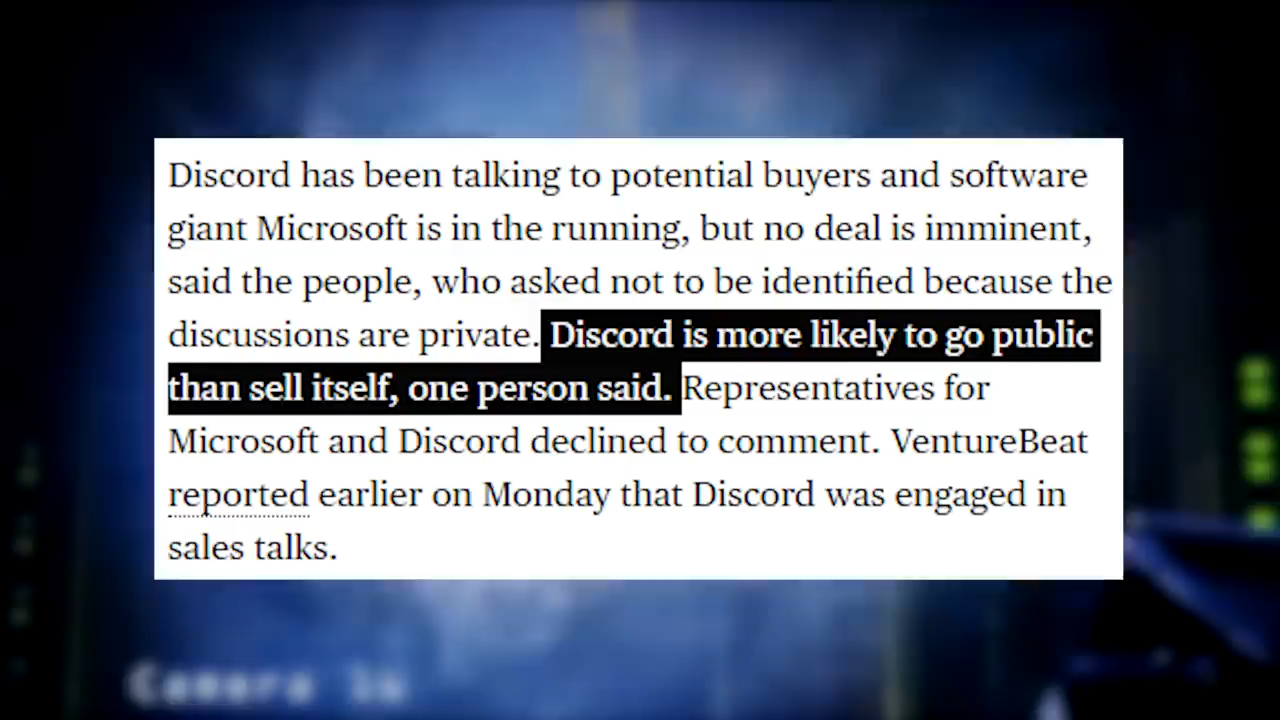 Discord has been talking to potential buyers and software
giant Microsoft is in the running, but no deal is imminent,
said the people, who asked not to be identified because the
discussions are private. Discord is more likely to go public
than sell itself, one person said. Representatives for
Microsoft and Discord declined to comment. VentureBeat
reported earlier on Monday that Discord was engaged in
sales talks.